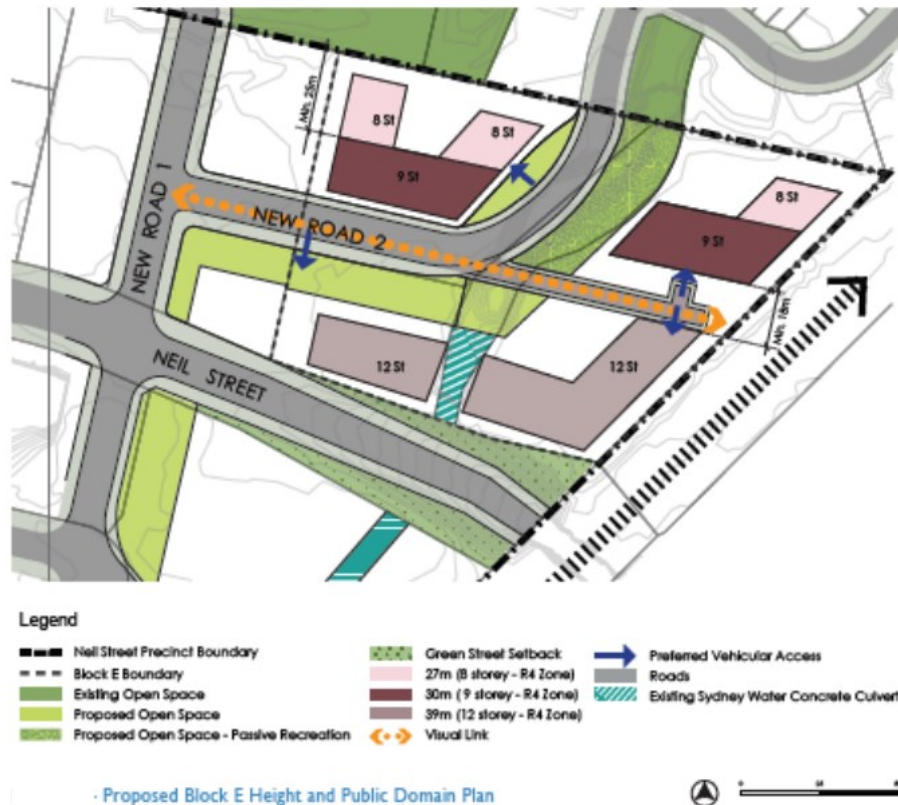 8 St
8 St
Min. 25m
9 St
8 St
9 St
NEW ROAD 1
NEW ROAD 2
Min. 16m
12 St
12 St
NEIL STREET
Legend
Neil Street Precinct Boundary
Block E Boundary
Existing Open Space
Proposed Open Space
Proposed Open Space - Passive Recreation
Green Street Setback
27m (8 storey - R4 Zone)
30m ( 9 storey - R4 Zone)
39m (12 storey - R4 Zone)
Visual Link
Preferred Vehicular Access
Roads
Existing Sydney Water Concrete Culvert
· Proposed Block E Height and Public Domain Plan